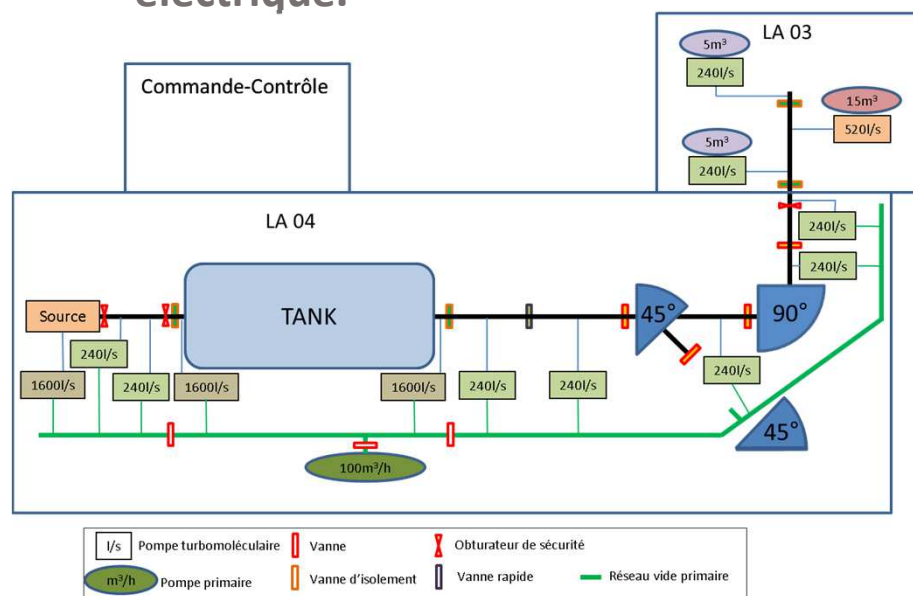 électrique.
LA 03
5m³
240l/s
15m³
520l/s
5m³
240l/s
Commande-Contrôle
LA 04
240l/s
240l/s
Source
TANK
45°
90°
1600l/s
240l/s
240l/s
1600l/s
1600l/s
240l/s
240l/s
240l/s
45°
100m³/h
l/s Pompe turbomoléculaire
Vanne
Obturateur de sécurité
m³/h Pompe primaire
Vanne d'isolement
Vanne rapide
Réseau vide primaire